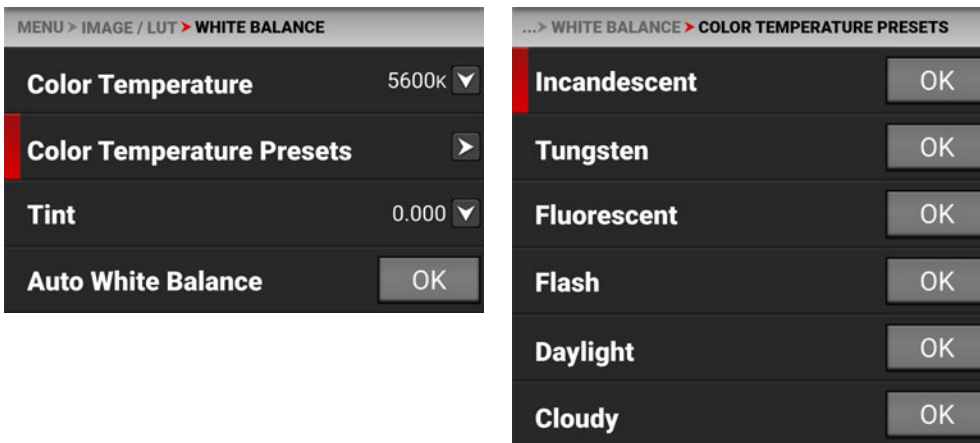 MENU > IMAGE / LUT > WHITE BALANCE
Color Temperature 5600K
Color Temperature Presets
Tint 0.000
Auto White Balance OK
...> WHITE BALANCE > COLOR TEMPERATURE PRESETS
Incandescent OK
Tungsten OK
Fluorescent OK
Flash OK
Daylight OK
Cloudy OK